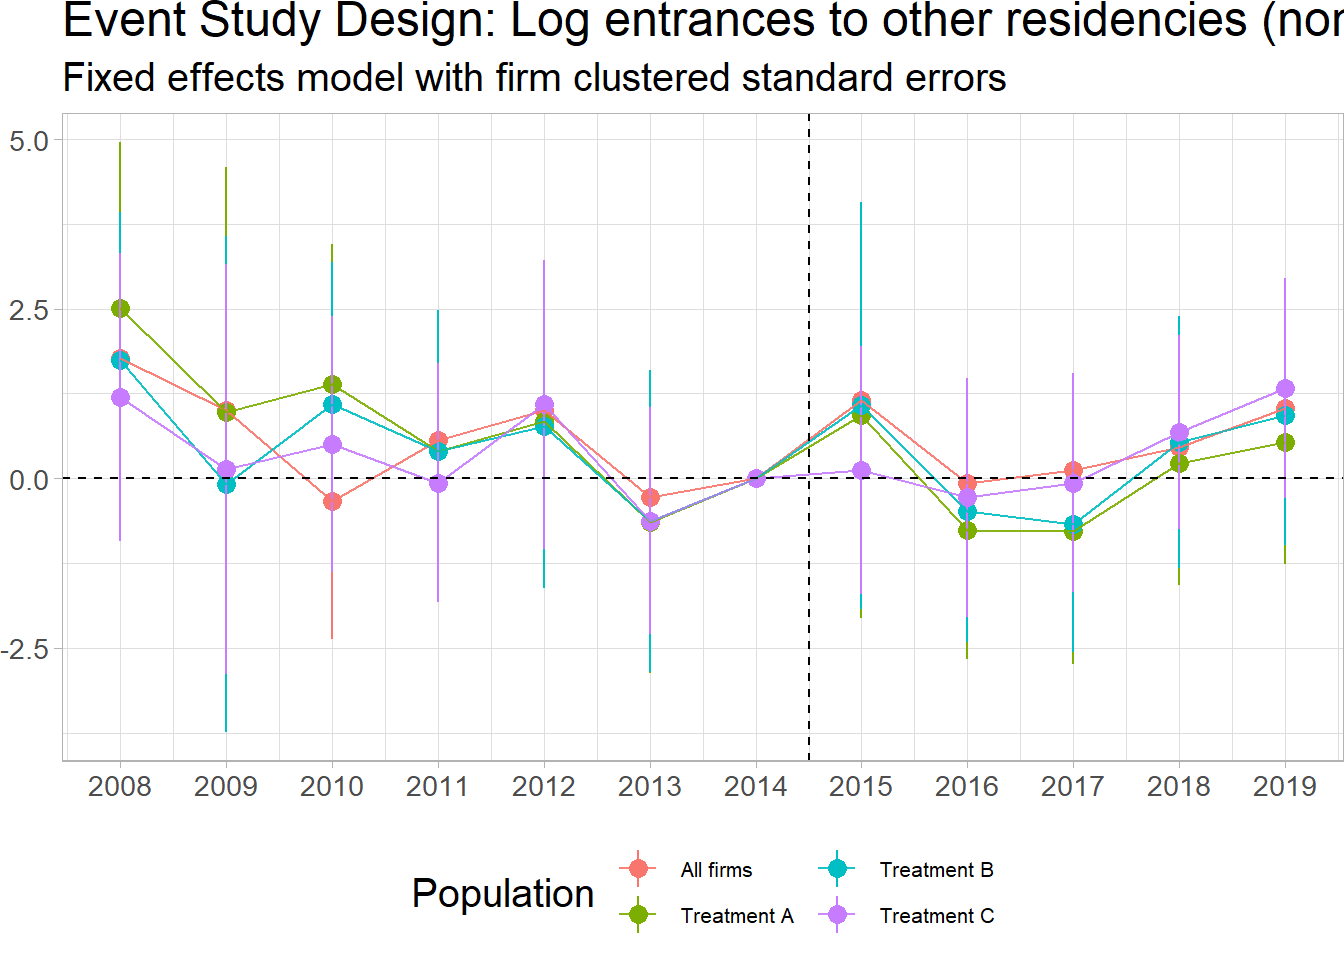 Event Study Design: Log entrances to other residencies (nor
Fixed effects model with firm clustered standard errors
5.0
2.5
0.0
-2.5
2008 2009 2010 2011 2012 2013 2014 2015 2016 2017 2018 2019
Population
All firms
Treatment B
Treatment A
Treatment C